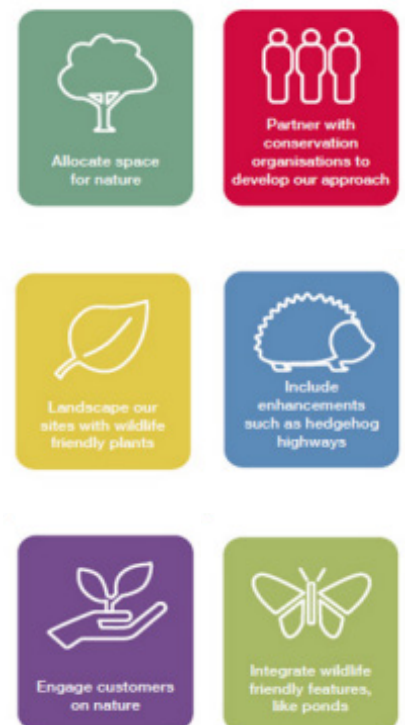 Allocate space
for nature
Partner with
conservation
organisations to
develop our approach
Landscape our
sites with wildlife
friendly plants
Include
enhancements
such as hedgehog
highways
Engage customers
on nature
Integrate wildlife
friendly features,
like ponds